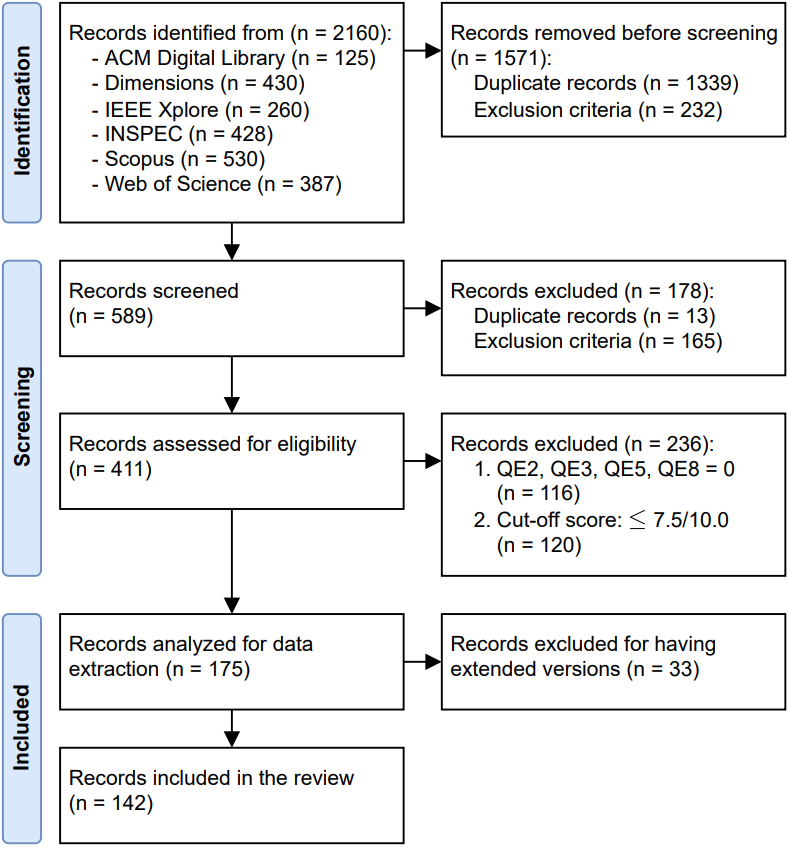 Identification
Records identified from (n = 2160):
- ACM Digital Library (n = 125)
- Dimensions (n = 430)
- IEEE Xplore (n = 260)
- INSPEC (n = 428)
- Scopus (n = 530)
- Web of Science (n = 387)
Records removed before screening
(n = 1571):
Duplicate records (n = 1339)
Exclusion criteria (n = 232)
Screening
Records screened
(n = 589)
Records excluded (n = 178):
Duplicate records (n = 13)
Exclusion criteria (n = 165)
Records assessed for eligibility
(n = 411)
Records excluded (n = 236):
1. QE2, QE3, QE5, QE8 = 0
(n = 116)
2. Cut-off score: ≤ 7.5/10.0
(n = 120)
Included
Records analyzed for data
extraction (n = 175)
Records excluded for having
extended versions (n = 33)
Records included in the review
(n = 142)